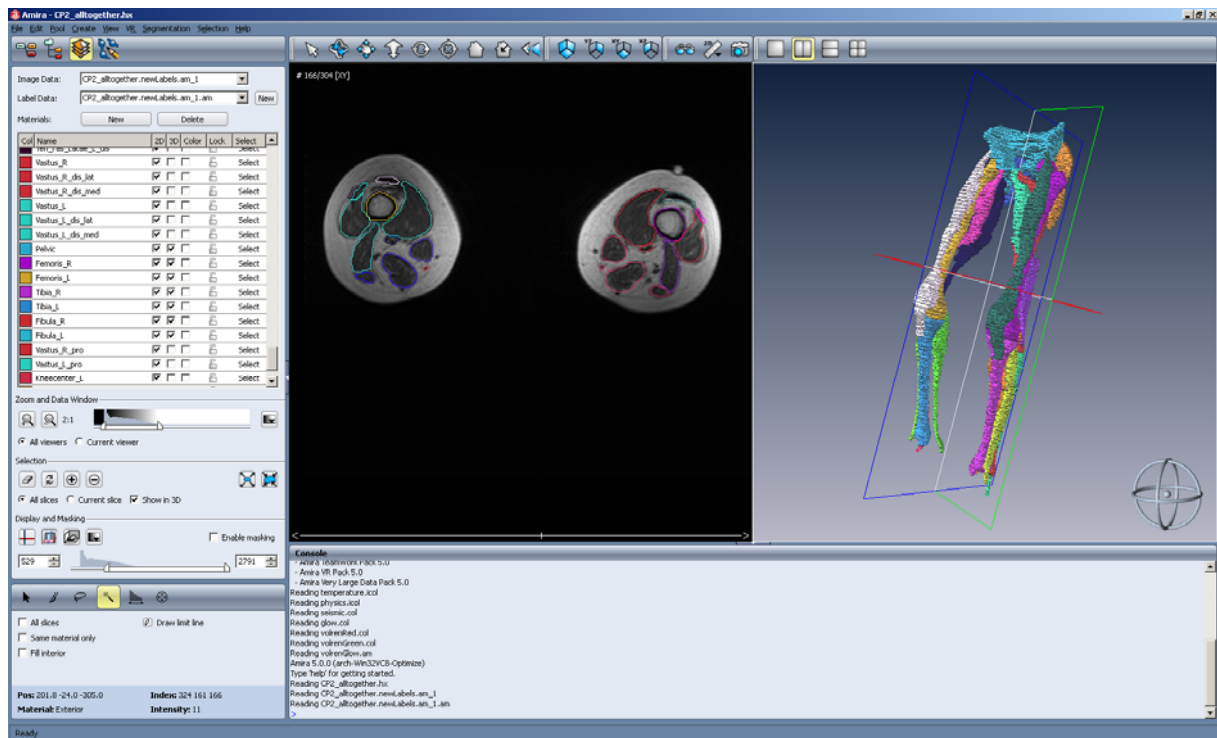 Amira - CP2_alltogether.hx
File Edit Pool Create View VR Segmentation Selection Help
Image Data: CP2_alltogether.newLabels.am_1
Label Data: CP2_alltogether.newLabels.am_1.am New
Materials: New Delete
Col Name 2D 3D Color Lock Select
Select
Vastus_R Select
Vastus_R_dis_lat Select
Vastus_R_dis_med Select
Vastus_L Select
Vastus_L_dis_lat Select
Vastus_L_dis_med Select
Pelvic Select
Femoris_R Select
Femoris_L Select
Tibia_R Select
Tibia_L Select
Fibula_R Select
Fibula_L Select
Vastus_R_pro Select
Vastus_L_pro Select
Kneecenter_L Select
Zoom and Data Window
2:1
All viewers Current viewer
Selection
All slices Current slice Show in 3D
Display and Masking
Enable masking
529 2791
All slices Draw limit line
Same material only
Fill interior
Pos: 201.0 -24.0 -305.0 Index: 324 161 166
Material: Exterior Intensity: 11
Ready
# 166/304 [XY]
Console
- Amira TeamWork Pack 5.0
- Amira VR Pack 5.0
- Amira Very Large Data Pack 5.0
Reading temperature.icol
Reading physics.icol
Reading seismic.col
Reading glow.col
Reading volrenRed.col
Reading volrenGreen.col
Reading volrenGlow.am
Amira 5.0.0 (arch-Win32VC8-Optimize)
Type 'help' for getting started.
Reading CP2_alltogether.hx
Reading CP2_alltogether.newLabels.am_1
Reading CP2_alltogether.newLabels.am_1.am
>